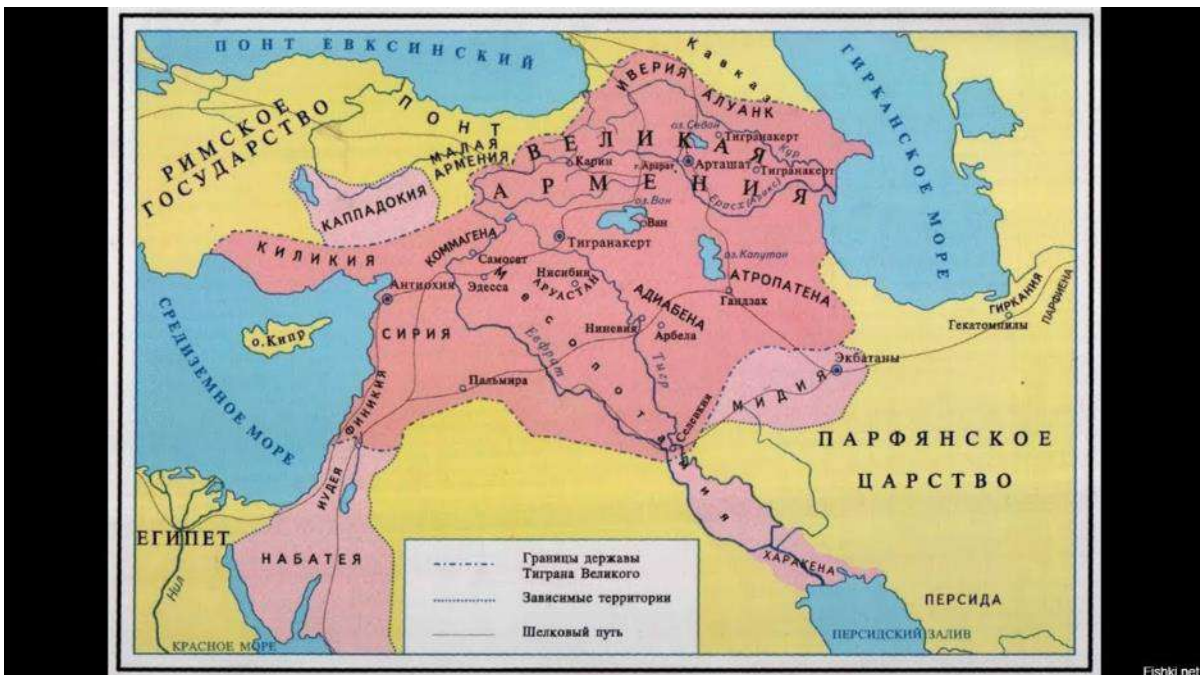 ПОНТ ЕВКСИНСКИЙ
Кавказ
ГИРКАНСКОЕ МОРЕ
РИМСКОЕ
ГОСУДАРСТВО
ПОНТ
МАЛАЯ
АРМЕНИЯ
ИВЕРИЯ
АЛУАНК
ВЕЛИКАЯ
АРМЕНИЯ
оз.Севан
Тигранакерт
Кур
Карин
г.Арарат
Арташат
Тигранакерт
Ерасх(Аракс)
КАППАДОКИЯ
оз.Ван
Ван
КИЛИКИЯ
КОММАГЕНА
Самосат
Тигранакерт
оз.Капутан
Эдесса
Нисибин
АРУАСТАН
АТРОПАТЕНА
Гандзак
Антиохия
СИРИЯ
МЕСОПОТАМИЯ
АДИАБЕНА
Ниневия
Арбела
ГИРКАНИЯ
ПАРФИЕНА
Гекатомпилы
СРЕДИЗЕМНОЕ МОРЕ
о.Кипр
Евфрат
Тигр
Пальмира
Экбатаны
МИДИЯ
ФИНИКИЯ
Селевкия
ПАРФЯНСКОЕ
ЦАРСТВО
ИУДЕЯ
ЕГИПЕТ
НАБАТЕЯ
Нил
ХАРАКЕНА
ПЕРСИДА
КРАСНОЕ МОРЕ
ПЕРСИДСКИЙ ЗАЛИВ
Границы державы
Тиграна Великого
Зависимые территории
Шелковый путь
Fishki.net